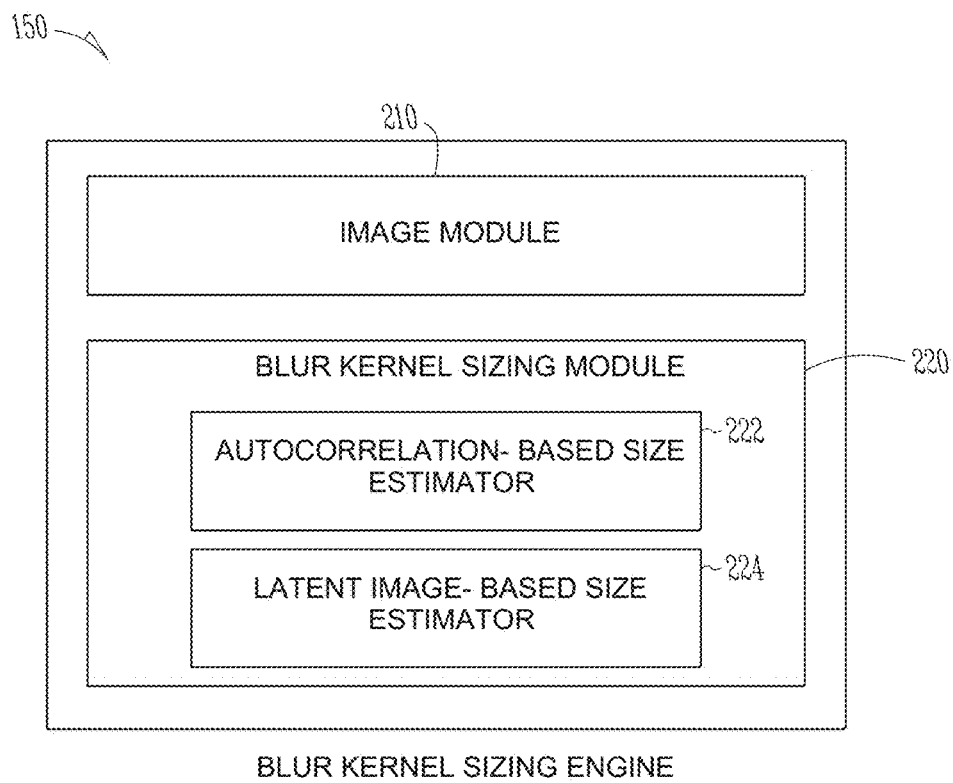 150
210
IMAGE MODULE
BLUR KERNEL SIZING MODULE
220
AUTOCORRELATION- BASED SIZE
ESTIMATOR
222
LATENT IMAGE- BASED SIZE
ESTIMATOR
224
BLUR KERNEL SIZING ENGINE